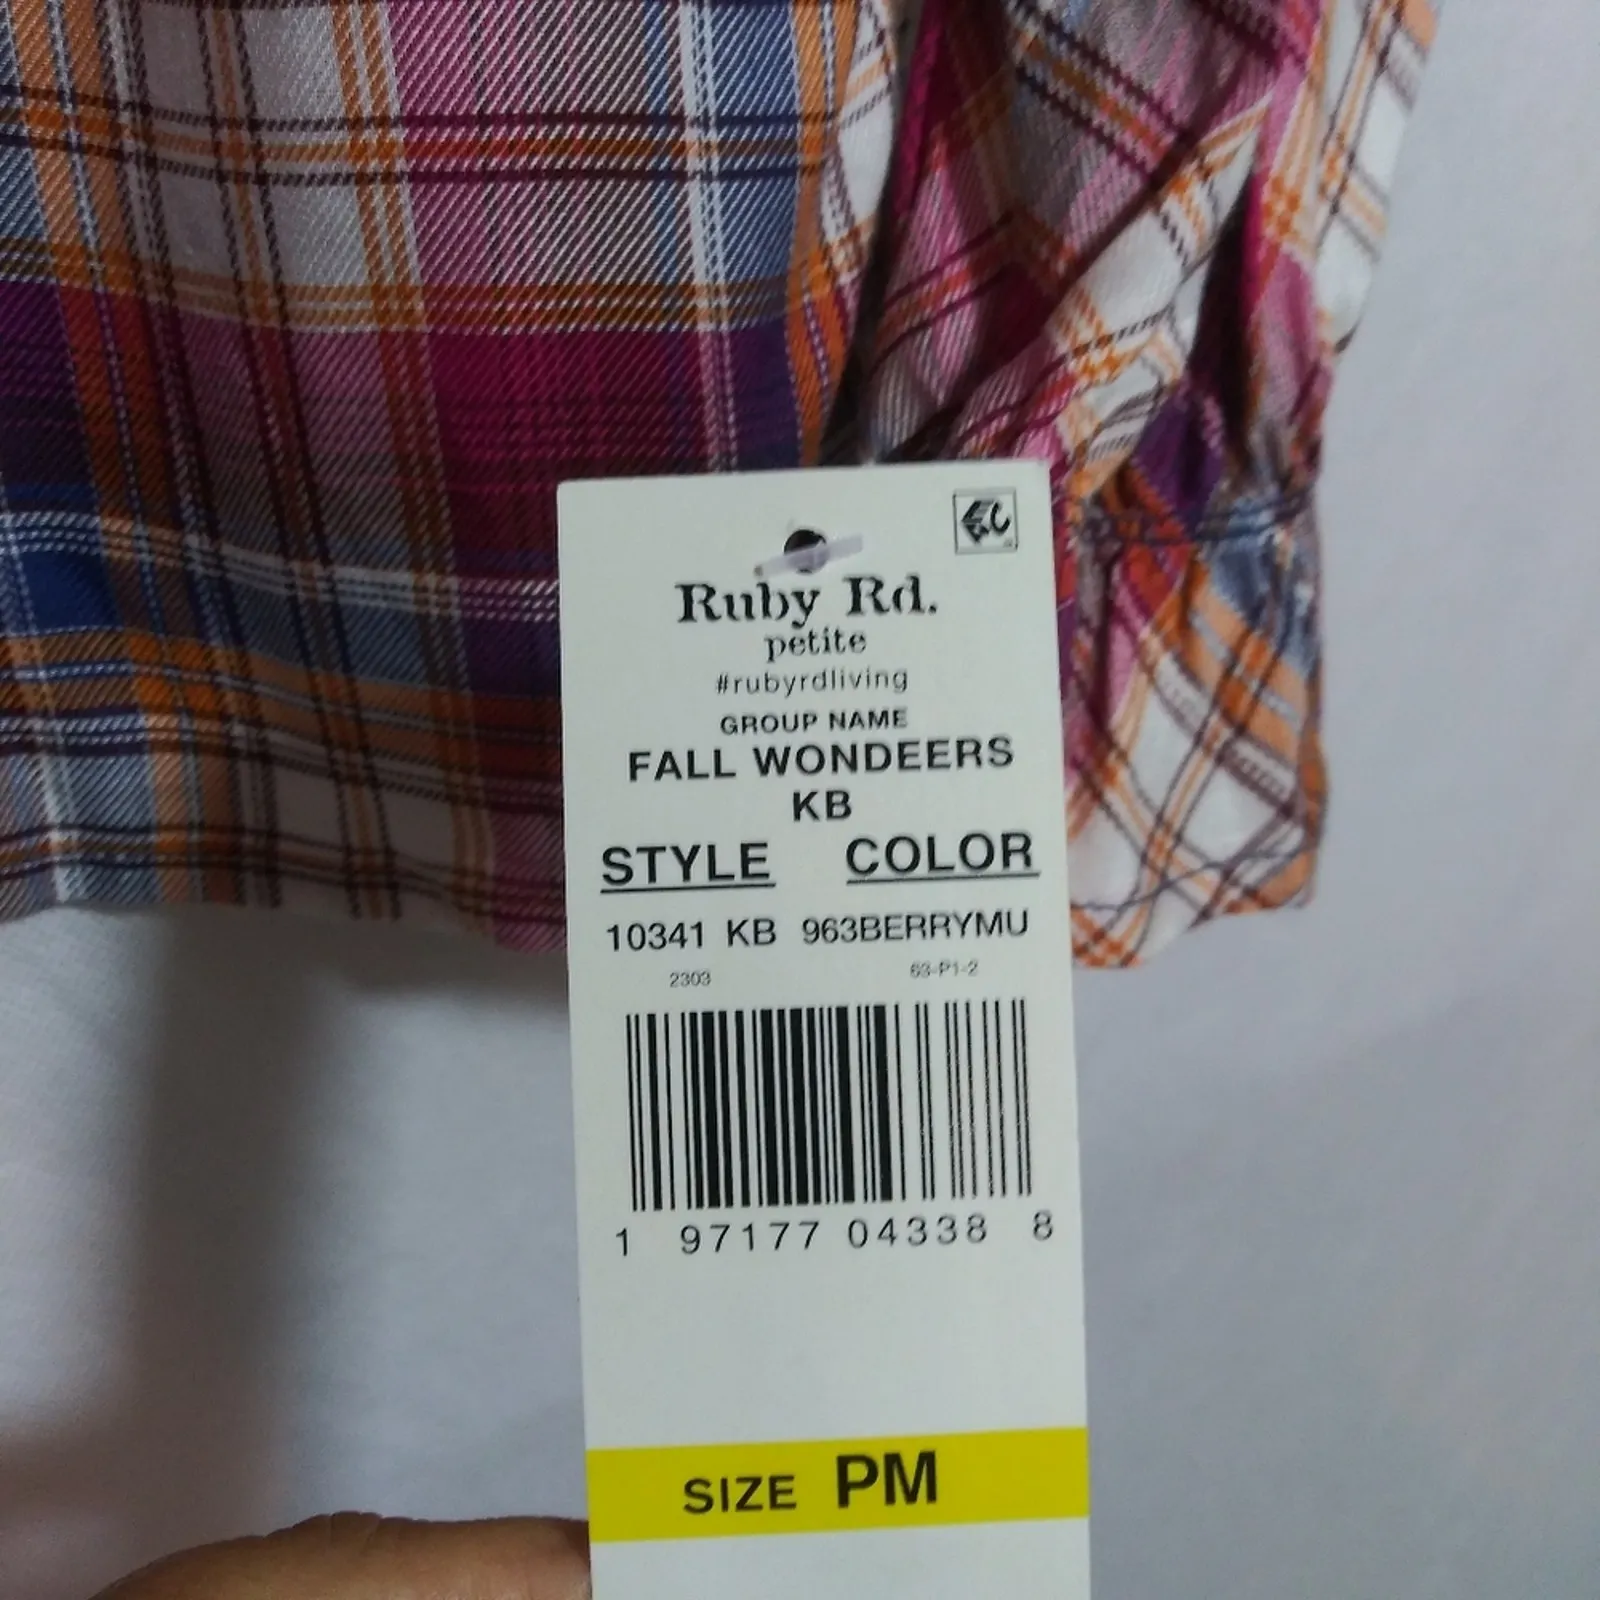 Ruby Rd.
petite
#rubyrdliving
GROUP NAME
FALL WONDEERS
KB
STYLE COLOR
10341 KB 963BERRYMU
2303 63-P1-2
1 97177 04338 8
SIZE PM